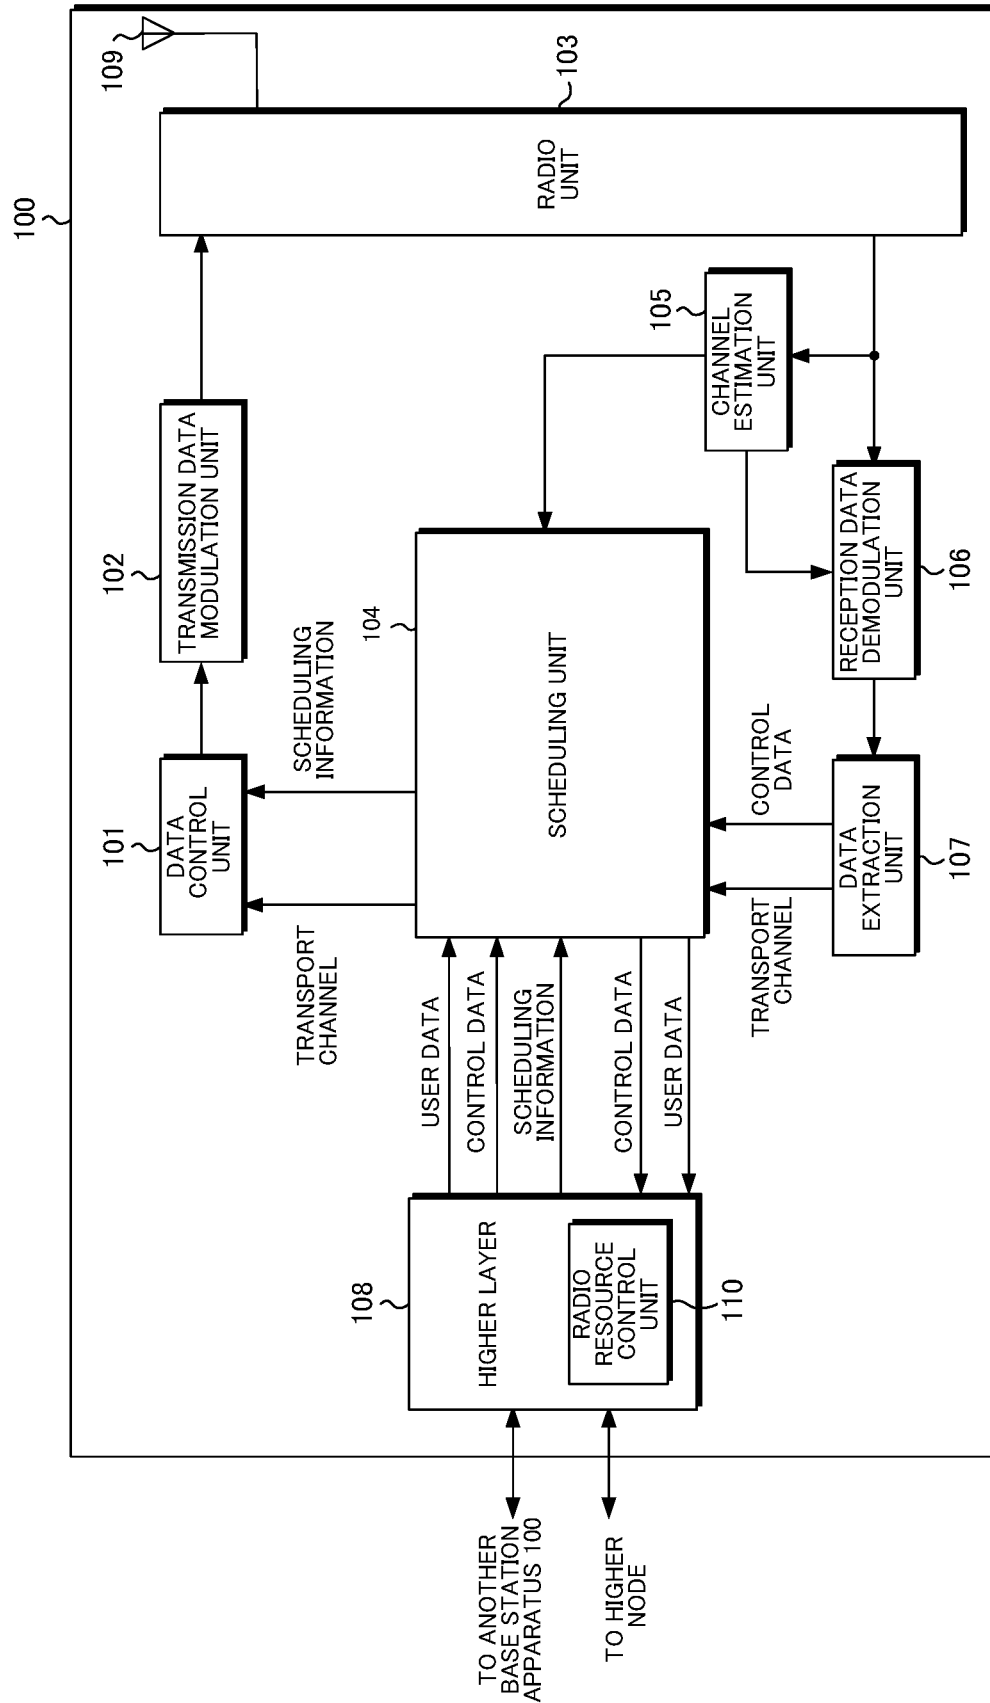 100
109
103
RADIO
UNIT
102
TRANSMISSION DATA
MODULATION UNIT
105
CHANNEL
ESTIMATION
UNIT
106
RECEPTION DATA
DEMODULATION
UNIT
101
DATA
CONTROL
UNIT
SCHEDULING
INFORMATION
TRANSPORT
CHANNEL
104
SCHEDULING UNIT
CONTROL
DATA
TRANSPORT
CHANNEL
107
DATA
EXTRACTION
UNIT
USER DATA
CONTROL DATA
SCHEDULING
INFORMATION
CONTROL DATA
USER DATA
108
HIGHER LAYER
RADIO
RESOURCE
CONTROL
UNIT
110
TO ANOTHER
BASE STATION
APPARATUS 100
TO HIGHER
NODE